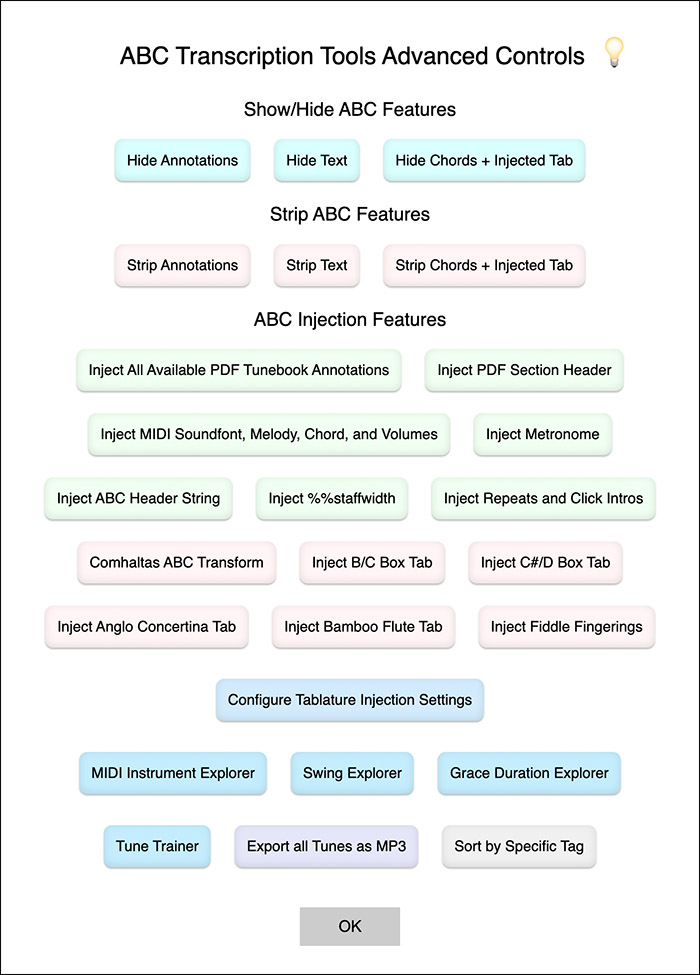 ABC Transcription Tools Advanced Controls
Show/Hide ABC Features
Hide Annotations Hide Text Hide Chords + Injected Tab
Strip ABC Features
Strip Annotations Strip Text Strip Chords + Injected Tab
ABC Injection Features
Inject All Available PDF Tunebook Annotations Inject PDF Section Header
Inject MIDI Soundfont, Melody, Chord, and Volumes Inject Metronome
Inject ABC Header String Inject %%staffwidth Inject Repeats and Click Intros
Comhaltas ABC Transform Inject B/C Box Tab Inject C#/D Box Tab
Inject Anglo Concertina Tab Inject Bamboo Flute Tab Inject Fiddle Fingerings
Configure Tablature Injection Settings
MIDI Instrument Explorer Swing Explorer Grace Duration Explorer
Tune Trainer Export all Tunes as MP3 Sort by Specific Tag
OK